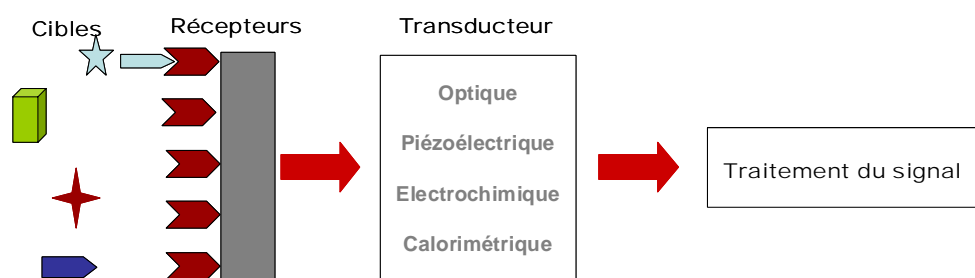 Cibles
Récepteurs
Transducteur
Optique
Piézoélectrique
Electrochimique
Calorimétrique
Traitement du signal